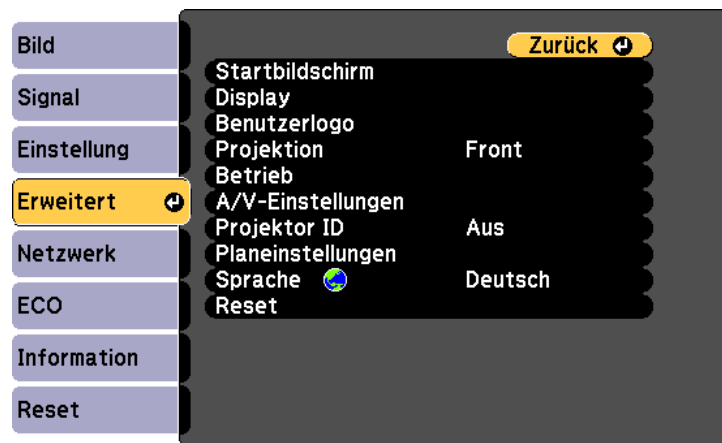 Bild
Signal
Einstellung
Erweitert
Netzwerk
ECO
Information
Reset
Zurück
Startbildschirm
Display
Benutzerlogo
Projektion Front
Betrieb
A/V-Einstellungen
Projektor ID Aus
Planeinstellungen
Sprache Deutsch
Reset